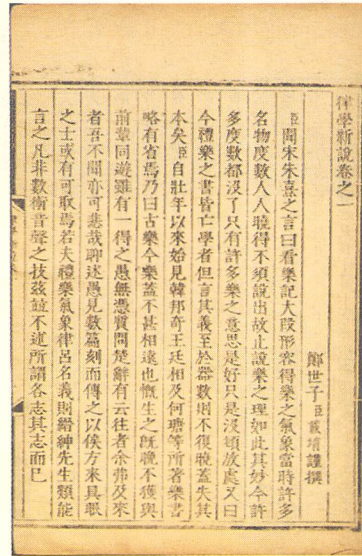 律學新說卷之一
鄭世子臣載堉謹撰
臣聞宋朱熹之言曰看樂記大段形容得樂之氣象當時許多
名物度數人人曉得不須說出故止說樂之理如此其妙今許
多度數都沒了只有許多樂之意思是好只是沒頓放處又曰
今禮樂之書皆亡學者但言其義至於器數則不復曉蓋失其
本矣臣自壯年以來始見韓邦奇王廷相及何瑭等所著樂書
略有省焉乃曰古樂今樂蓋不甚相遠也慨生之既晚不獲與
前輩同遊雖有一得之愚無憑質問楚辭有云往者余弗及來
者吾不聞亦可悲哉聊述愚見數篇刻而傳之以俟方來具眼
之士或有可取焉若夫禮樂氣象律呂名義則縉紳先生類能
言之凡非數術音聲之技茲並不述所謂各志其志而已